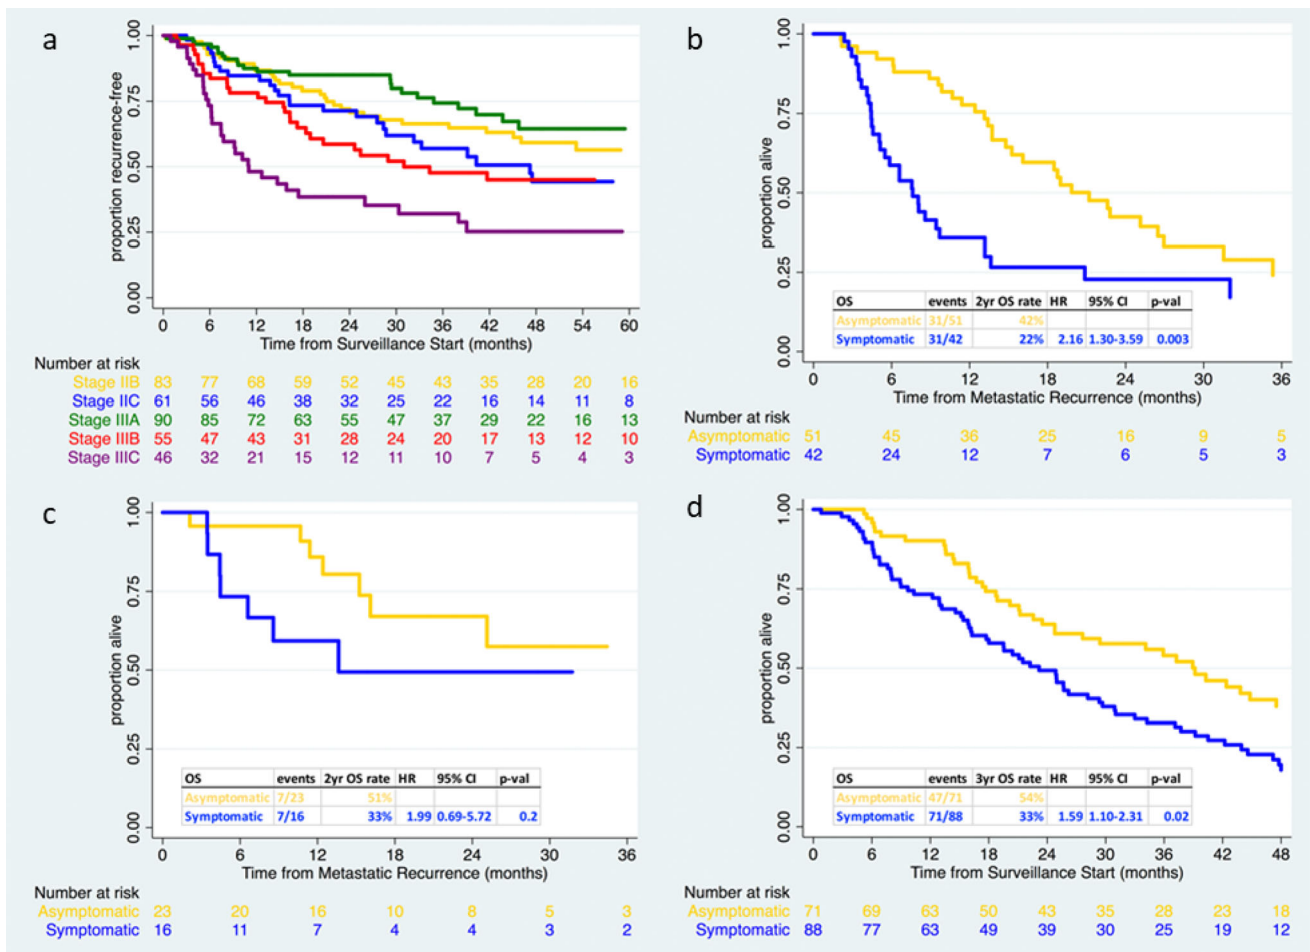 a
proportion recurrence-free
1.00
0.75
0.50
0.25
0.00
0 6 12 18 24 30 36 42 48 54 60
Time from Surveillance Start (months)
Number at risk
Stage IIB 83 77 68 59 52 45 43 35 28 20 16
Stage IIC 61 56 46 38 32 25 22 16 14 11 8
Stage IIIA 90 85 72 63 55 47 37 29 22 16 13
Stage IIIB 55 47 43 31 28 24 20 17 13 12 10
Stage IIIC 46 32 21 15 12 11 10 7 5 4 3
b
proportion alive
1.00
0.75
0.50
0.25
0.00
OS events 2yr OS rate HR 95% CI p-val
Asymptomatic 31/51 42%
Symptomatic 31/42 22% 2.16 1.30-3.59 0.003
0 6 12 18 24 30 36
Time from Metastatic Recurrence (months)
Number at risk
Asymptomatic 51 45 36 25 16 9 5
Symptomatic 42 24 12 7 6 5 3
c
proportion alive
1.00
0.75
0.50
0.25
0.00
OS events 2yr OS rate HR 95% CI p-val
Asymptomatic 7/23 51%
Symptomatic 7/16 33% 1.99 0.69-5.72 0.2
0 6 12 18 24 30 36
Time from Metastatic Recurrence (months)
Number at risk
Asymptomatic 23 20 16 10 8 5 3
Symptomatic 16 11 7 4 4 3 2
d
proportion alive
1.00
0.75
0.50
0.25
0.00
OS events 3yr OS rate HR 95% CI p-val
Asymptomatic 47/71 54%
Symptomatic 71/88 33% 1.59 1.10-2.31 0.02
0 6 12 18 24 30 36 42 48
Time from Surveillance Start (months)
Number at risk
Asymptomatic 71 69 63 50 43 35 28 23 18
Symptomatic 88 77 63 49 39 30 25 19 12